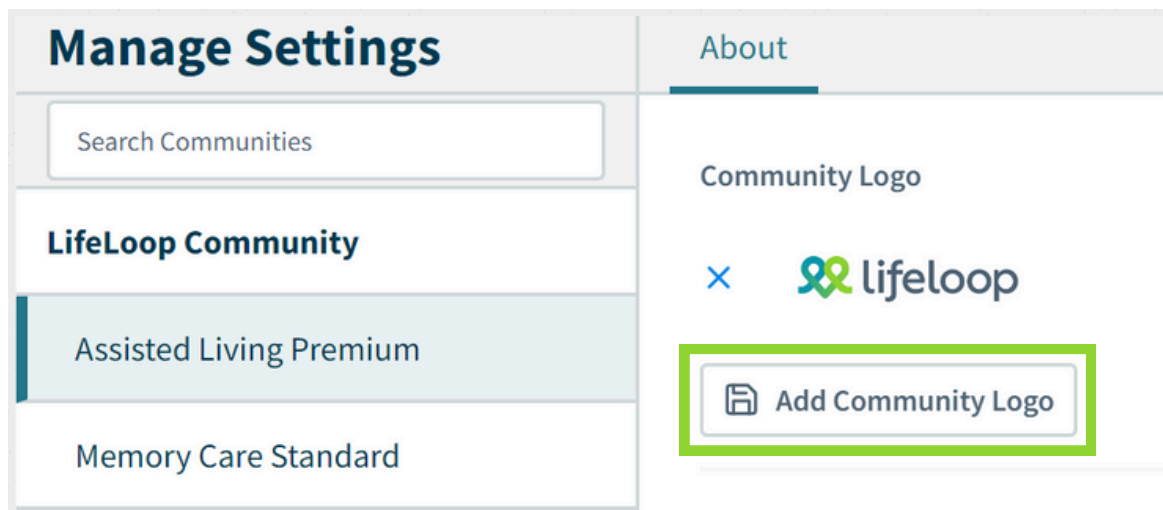 Manage Settings
Search Communities
LifeLoop Community
Assisted Living Premium
Memory Care Standard
About
Community Logo
lifeloop
Add Community Logo